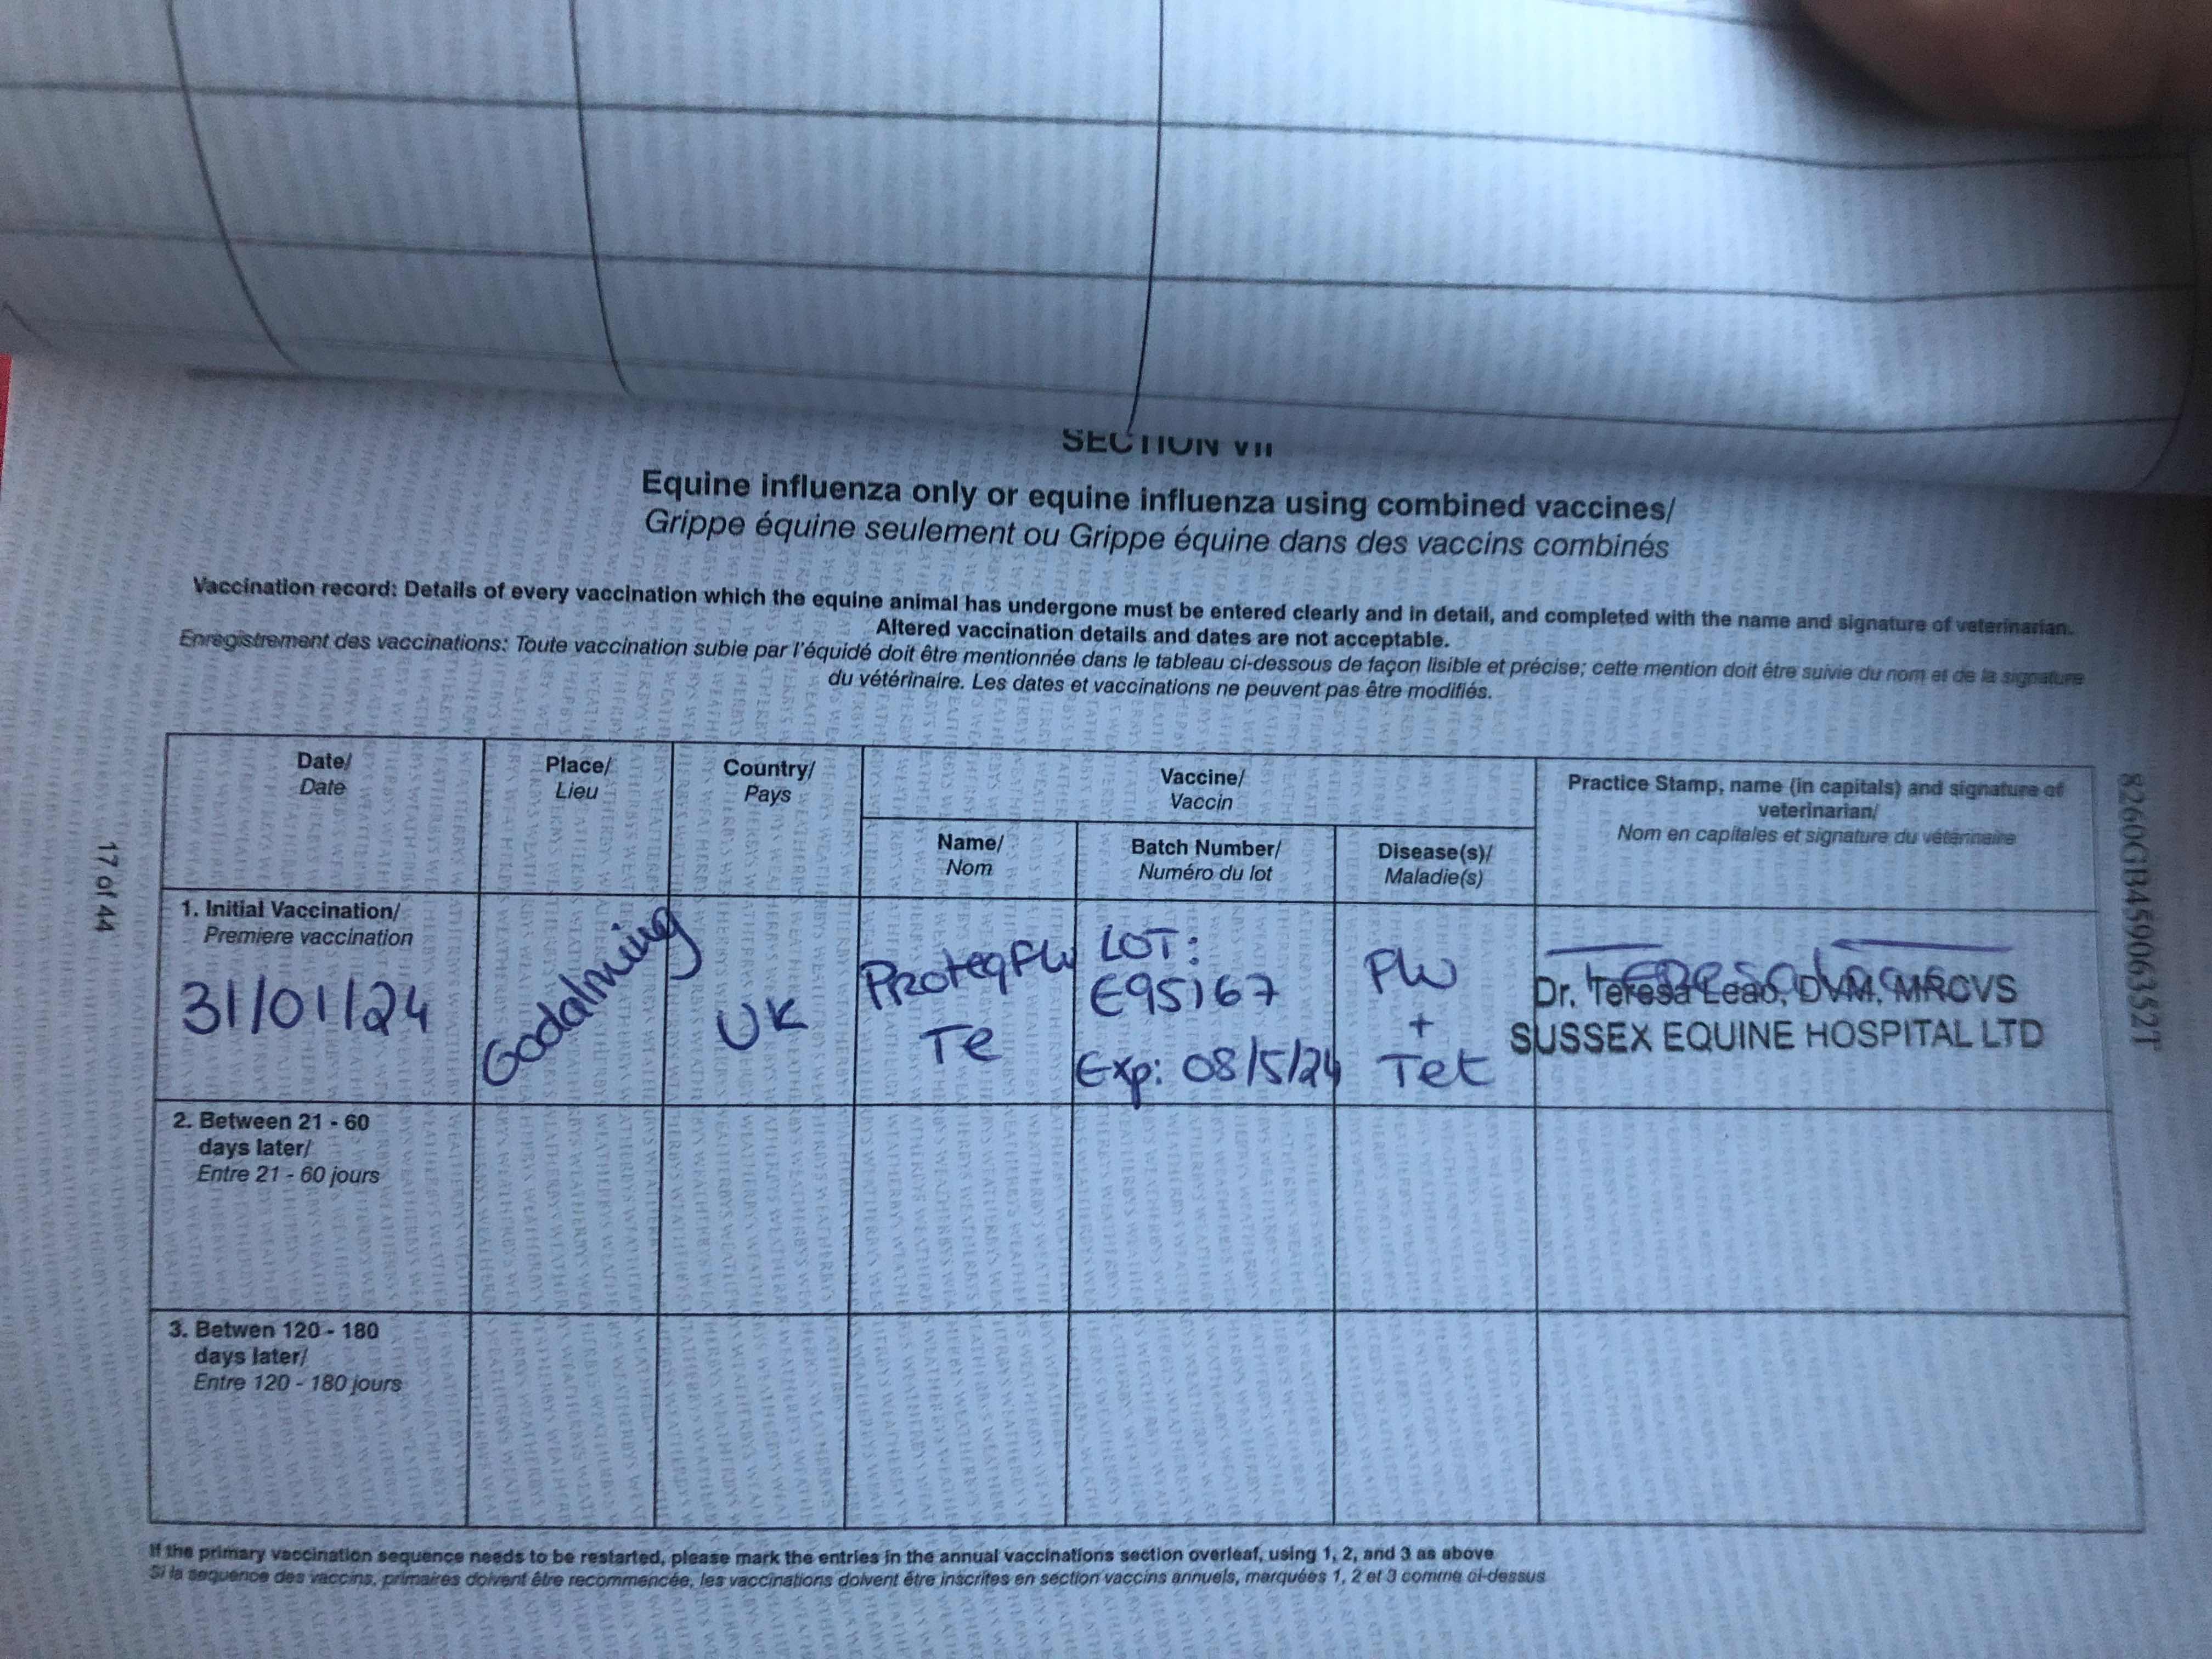 SECTION VII
Equine influenza only or equine influenza using combined vaccines/
Grippe équine seulement ou Grippe équine dans des vaccins combinés
Vaccination record: Details of every vaccination which the equine animal has undergone must be entered clearly and in detail, and completed with the name and signature of veterinarian.
Altered vaccination details and dates are not acceptable.
Enregistrement des vaccinations: Toute vaccination subie par l'équidé doit être mentionnée dans le tableau ci-dessous de façon lisible et précise; cette mention doit être suivie du nom et de la signature
du vétérinaire. Les dates et vaccinations ne peuvent pas être modifiés.
Date/
Date
Place/
Lieu
Country/
Pays
Vaccine/
Vaccin
Name/
Nom
Batch Number/
Numéro du lot
Disease(s)/
Maladie(s)
Practice Stamp, name (in capitals) and signature of
veterinarian/
Nom en capitales et signature du vétérinaire
1. Initial Vaccination/
Premiere vaccination
31/01/24
Godalming
UK
ProteqFlu
Te
LOT:
E95167
Exp: 08/5/24
Flu
+
Tet
Dr. Teresa Leao, DVM, MRCVS
SUSSEX EQUINE HOSPITAL LTD
2. Between 21 - 60
days later/
Entre 21 - 60 jours
3. Betwen 120 - 180
days later/
Entre 120 - 180 jours
If the primary vaccination sequence needs to be restarted, please mark the entries in the annual vaccinations section overleaf, using 1, 2, and 3 as above
Si la sequence des vaccins, primaires doivent être recommencée, les vaccinations doivent être inscrites en section vaccins annuels, marquées 1, 2 et 3 comme ci-dessus
17 of 44